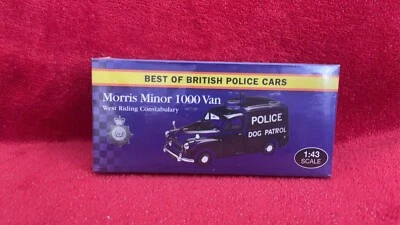 BEST OF BRITISH POLICE CARS
Morris Minor 1000 Van
West Riding Constabulary
POLICE
DOG PATROL
1:43
SCALE